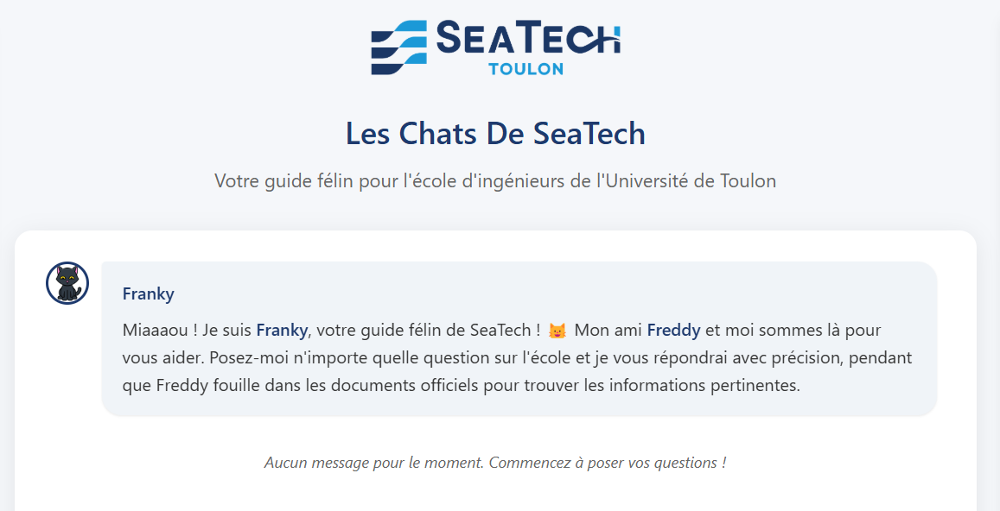 SEATECH
TOULON
Les Chats De SeaTech
Votre guide félin pour l'école d'ingénieurs de l'Université de Toulon
Franky
Miaaaou ! Je suis Franky, votre guide félin de SeaTech ! 😺 Mon ami Freddy et moi sommes là pour
vous aider. Posez-moi n'importe quelle question sur l'école et je vous répondrai avec précision, pendant
que Freddy fouille dans les documents officiels pour trouver les informations pertinentes.
Aucun message pour le moment. Commencez à poser vos questions !